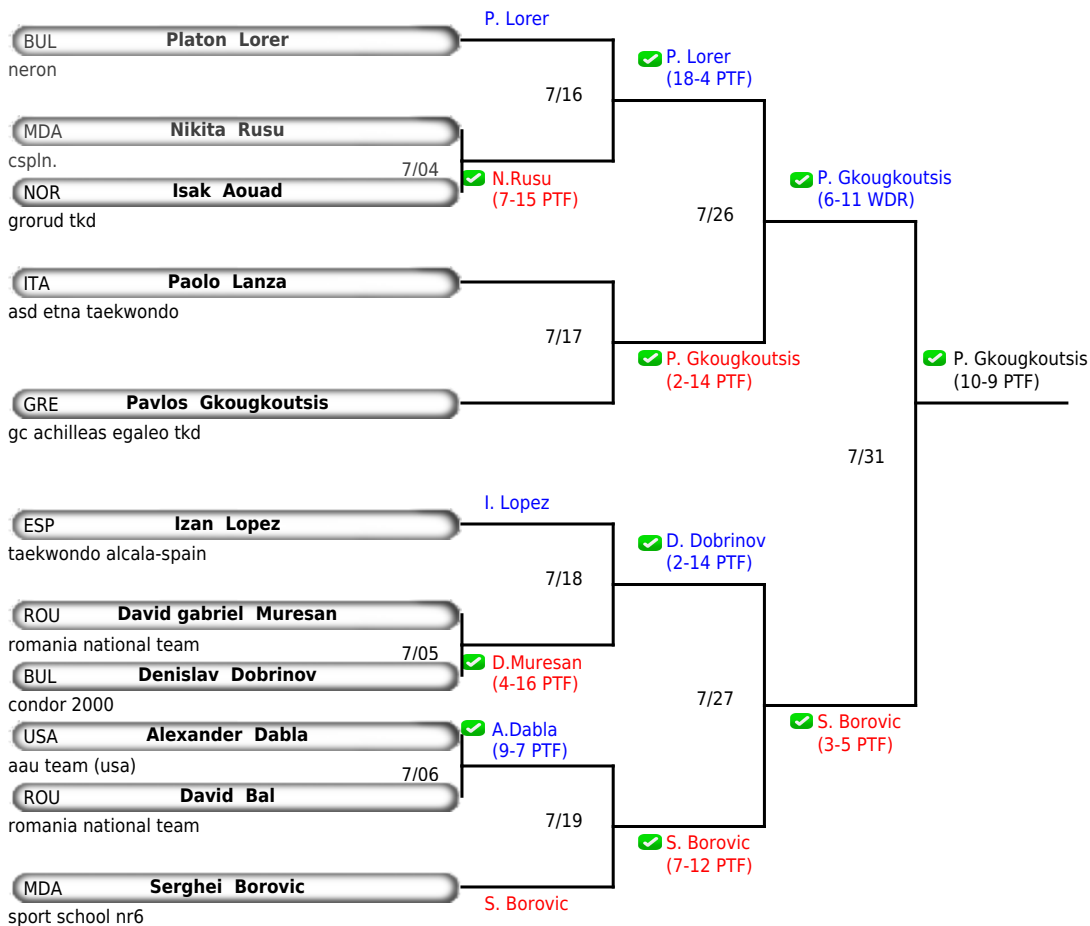 P. Lorer
BUL Platon Lorer
neron
P. Lorer
(18-4 PTF)
7/16
MDA Nikita Rusu
cspln.
7/04
N.Rusu
(7-15 PTF)
NOR Isak Aouad
grorud tkd
P. Gkougkoutsis
(6-11 WDR)
7/26
ITA Paolo Lanza
asd etna taekwondo
7/17
P. Gkougkoutsis
(2-14 PTF)
P. Gkougkoutsis
(10-9 PTF)
GRE Pavlos Gkougkoutsis
gc achilleas egaleo tkd
7/31
I. Lopez
ESP Izan Lopez
taekwondo alcala-spain
D. Dobrinov
(2-14 PTF)
7/18
ROU David gabriel Muresan
romania national team
7/05
D.Muresan
(4-16 PTF)
BUL Denislav Dobrinov
condor 2000
7/27
S. Borovic
(3-5 PTF)
USA Alexander Dabla
aau team (usa)
A.Dabla
(9-7 PTF)
7/06
ROU David Bal
romania national team
7/19
S. Borovic
(7-12 PTF)
MDA Serghei Borovic
sport school nr6
S. Borovic